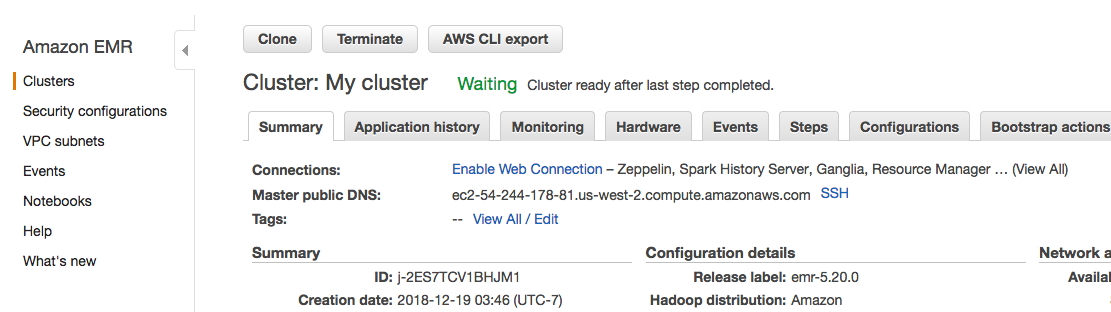 Amazon EMR
Clusters
Security configurations
VPC subnets
Events
Notebooks
Help
What's new
Clone Terminate AWS CLI export
Cluster: My cluster Waiting Cluster ready after last step completed.
Summary Application history Monitoring Hardware Events Steps Configurations Bootstrap actions
Connections: Enable Web Connection – Zeppelin, Spark History Server, Ganglia, Resource Manager … (View All)
Master public DNS: ec2-54-244-178-81.us-west-2.compute.amazonaws.com SSH
Tags: -- View All / Edit
Summary
ID: j-2ES7TCV1BHJM1
Creation date: 2018-12-19 03:46 (UTC-7)
Configuration details
Release label: emr-5.20.0
Hadoop distribution: Amazon
Network a
Availa